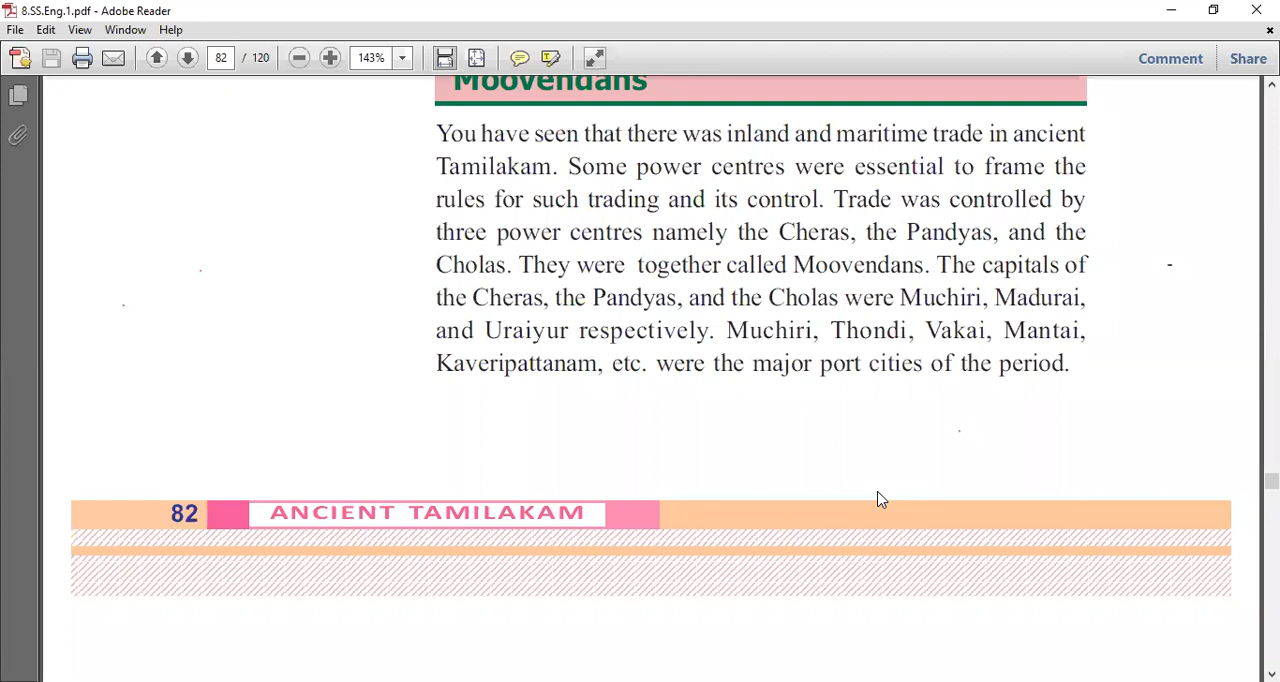 8.SS.Eng.1.pdf - Adobe Reader
File Edit View Window Help
82 / 120 143% Comment Share
Moovendans
You have seen that there was inland and maritime trade in ancient
Tamilakam. Some power centres were essential to frame the
rules for such trading and its control. Trade was controlled by
three power centres namely the Cheras, the Pandyas, and the
Cholas. They were together called Moovendans. The capitals of
the Cheras, the Pandyas, and the Cholas were Muchiri, Madurai,
and Uraiyur respectively. Muchiri, Thondi, Vakai, Mantai,
Kaveripattanam, etc. were the major port cities of the period.
82 ANCIENT TAMILAKAM